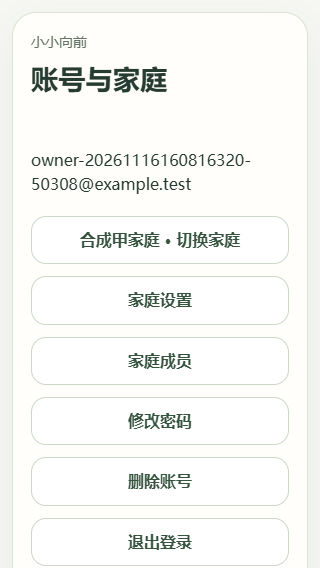 小小向前
账号与家庭
owner-20261116160816320-
50308@example.test
合成甲家庭 • 切换家庭
家庭设置
家庭成员
修改密码
删除账号
退出登录